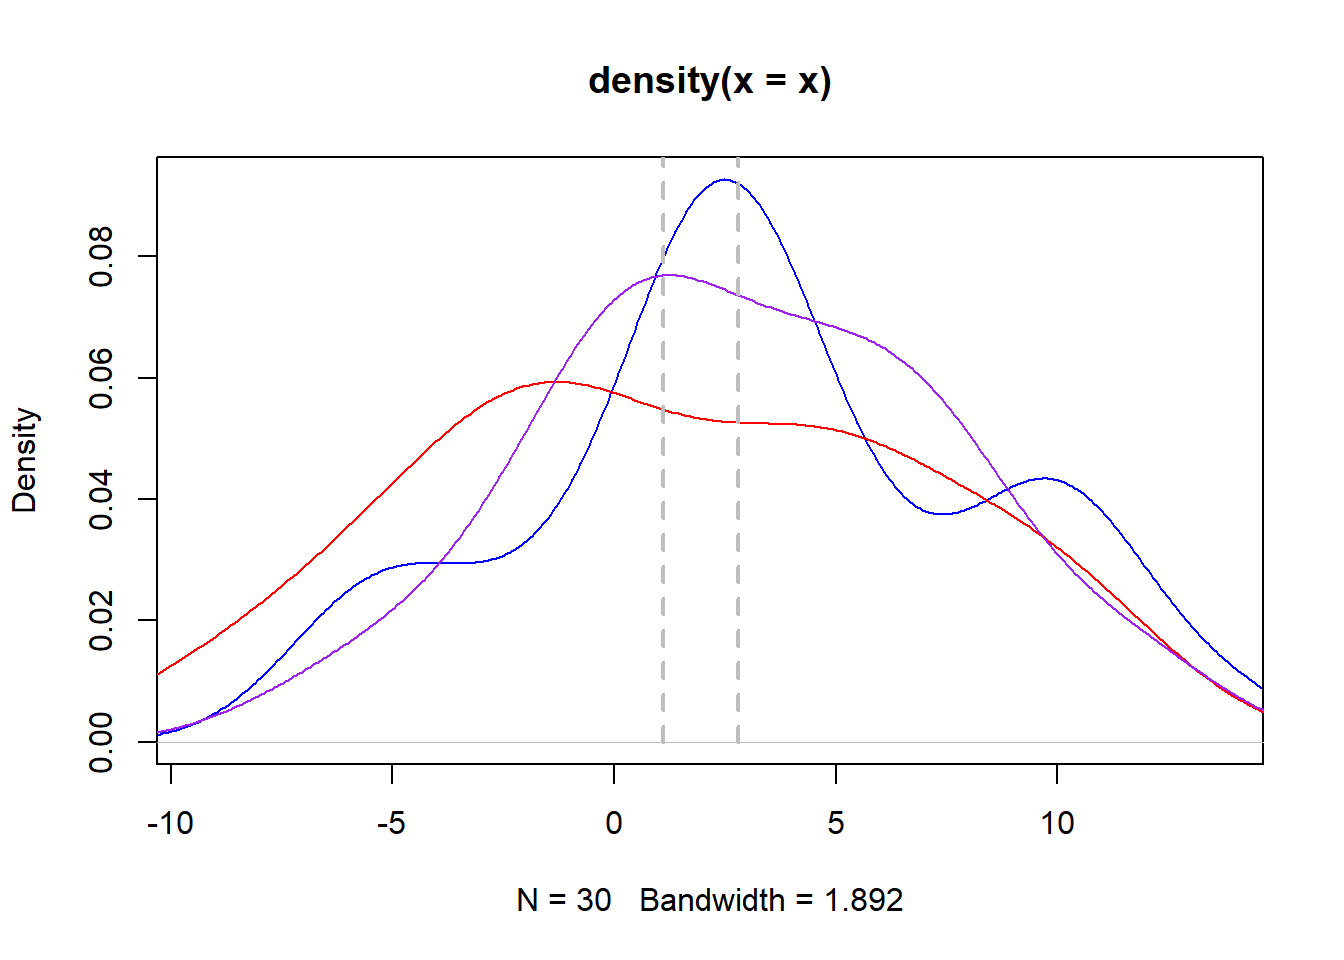 density(x = x)
Density
0.08
0.06
0.04
0.02
0.00
-10 -5 0 5 10
N = 30 Bandwidth = 1.892